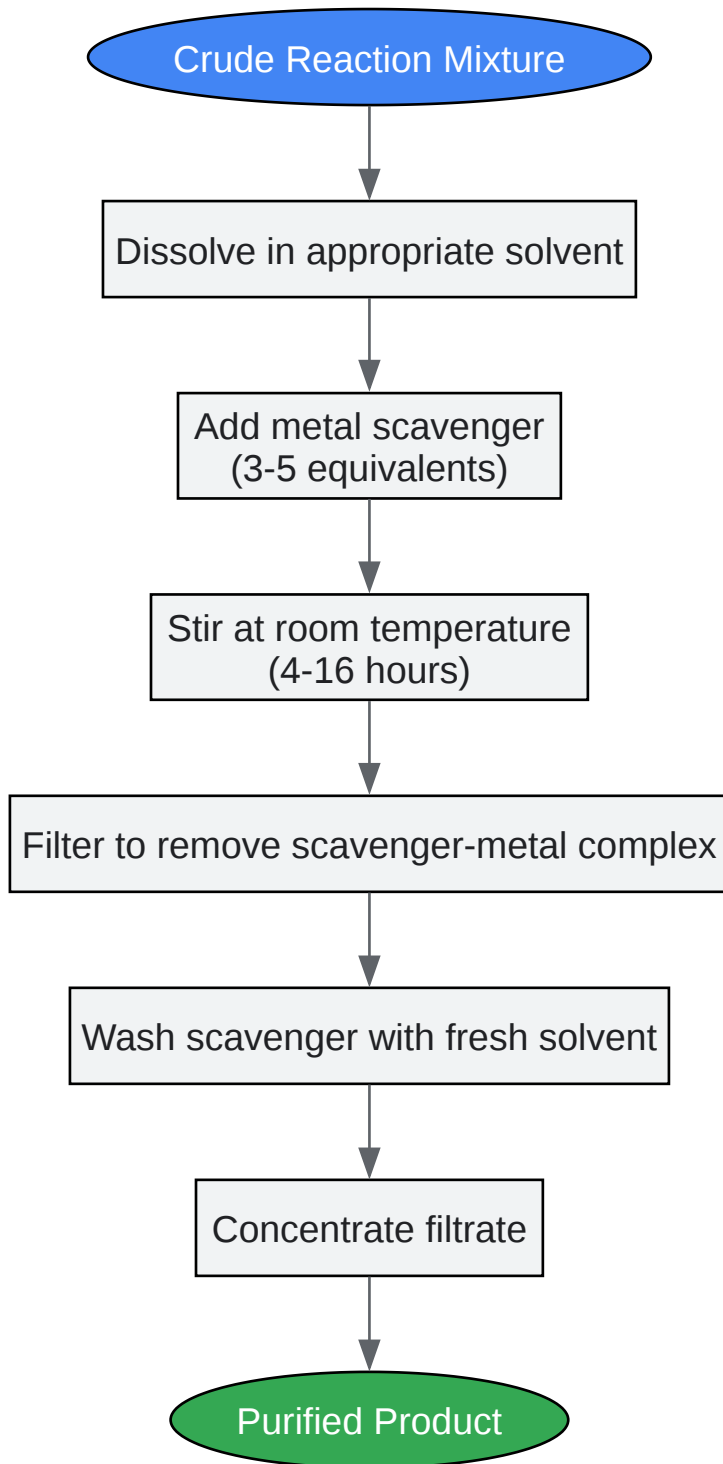 Crude Reaction Mixture
Dissolve in appropriate solvent
Add metal scavenger
(3-5 equivalents)
Stir at room temperature
(4-16 hours)
Filter to remove scavenger-metal complex
Wash scavenger with fresh solvent
Concentrate filtrate
Purified Product